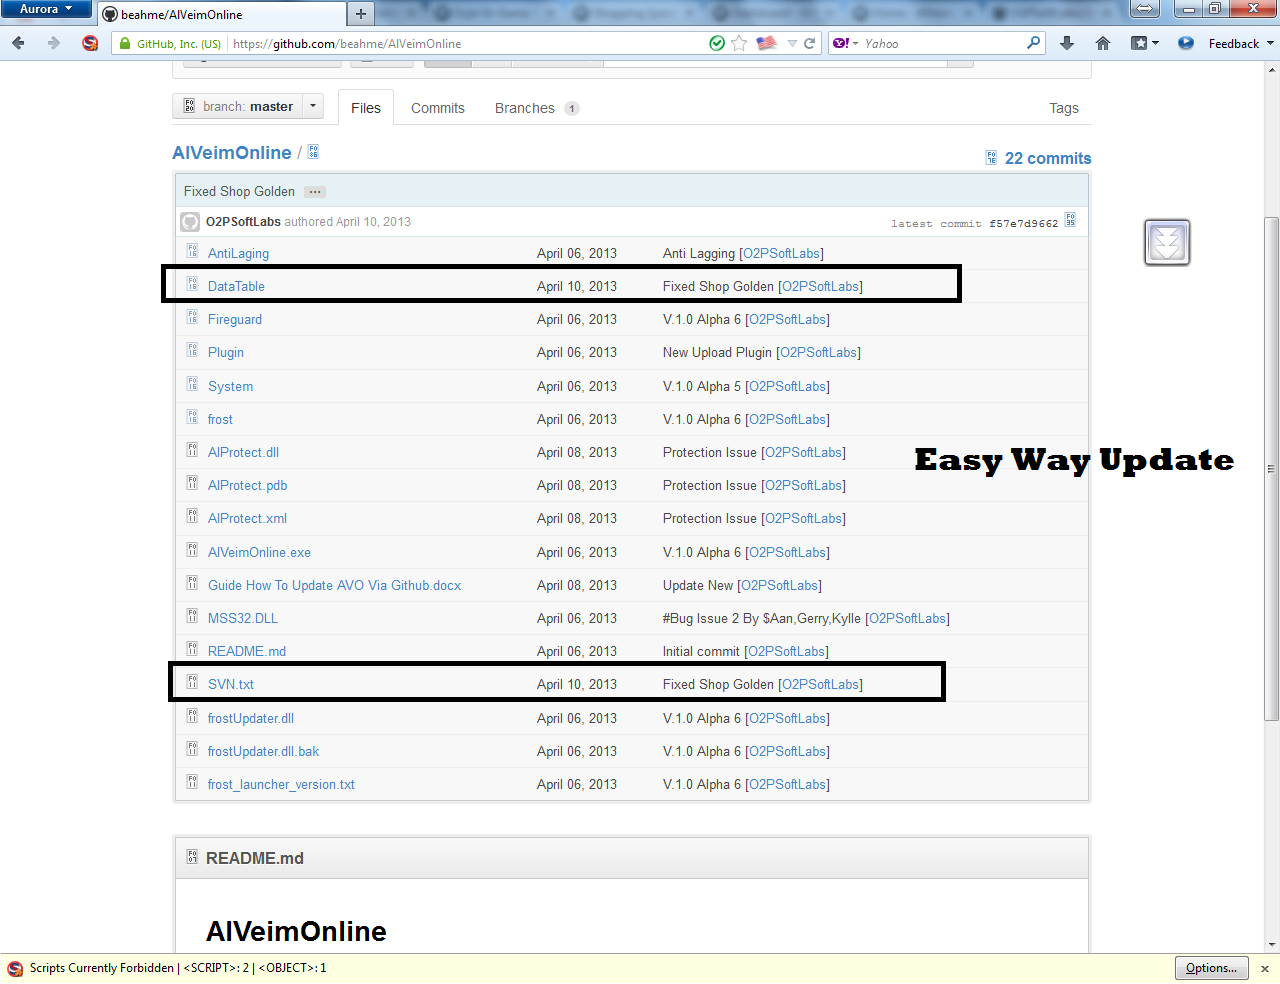 Aurora
beahme/AlVeimOnline
GitHub, Inc. (US)
https://github.com/beahme/AlVeimOnline
Yahoo
Feedback
branch: master
Files
Commits
Branches 1
Tags
AlVeimOnline /
22 commits
Fixed Shop Golden ...
O2PSoftLabs authored April 10, 2013
latest commit f57e7d9662
AntiLaging April 06, 2013 Anti Lagging [O2PSoftLabs]
DataTable April 10, 2013 Fixed Shop Golden [O2PSoftLabs]
Fireguard April 06, 2013 V.1.0 Alpha 6 [O2PSoftLabs]
Plugin April 06, 2013 New Upload Plugin [O2PSoftLabs]
System April 06, 2013 V.1.0 Alpha 5 [O2PSoftLabs]
frost April 06, 2013 V.1.0 Alpha 6 [O2PSoftLabs]
AlProtect.dll April 08, 2013 Protection Issue [O2PSoftLabs]
AlProtect.pdb April 08, 2013 Protection Issue [O2PSoftLabs]
AlProtect.xml April 08, 2013 Protection Issue [O2PSoftLabs]
AlVeimOnline.exe April 06, 2013 V.1.0 Alpha 6 [O2PSoftLabs]
Guide How To Update AVO Via Github.docx April 08, 2013 Update New [O2PSoftLabs]
MSS32.DLL April 06, 2013 #Bug Issue 2 By $Aan,Gerry,Kylle [O2PSoftLabs]
README.md April 06, 2013 Initial commit [O2PSoftLabs]
SVN.txt April 10, 2013 Fixed Shop Golden [O2PSoftLabs]
frostUpdater.dll April 06, 2013 V.1.0 Alpha 6 [O2PSoftLabs]
frostUpdater.dll.bak April 06, 2013 V.1.0 Alpha 6 [O2PSoftLabs]
frost_launcher_version.txt April 06, 2013 V.1.0 Alpha 6 [O2PSoftLabs]
Easy Way Update
README.md
AlVeimOnline
Scripts Currently Forbidden | <SCRIPT>: 2 | <OBJECT>: 1
Options...